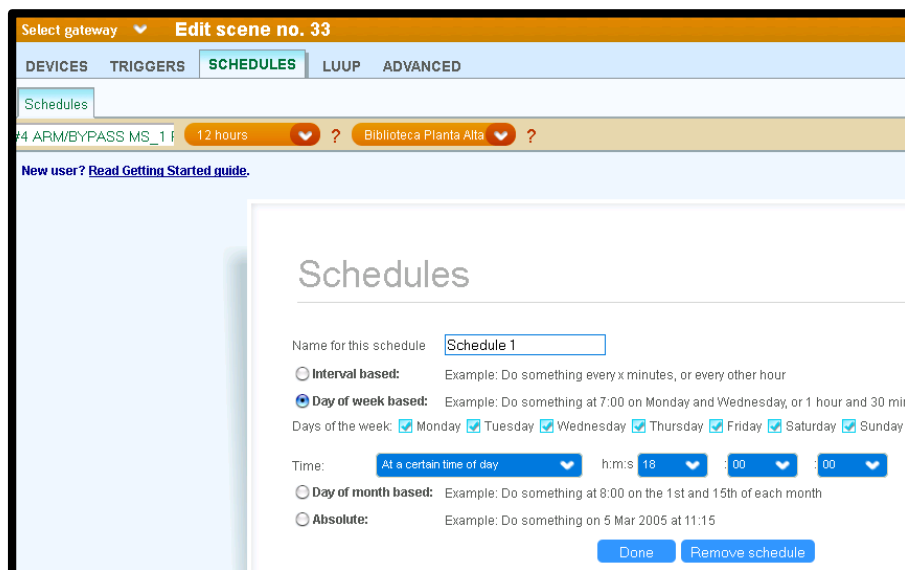 Select gateway Edit scene no. 33
DEVICES TRIGGERS SCHEDULES LUUP ADVANCED
Schedules
#4 ARM/BYPASS MS_1 12 hours ? Biblioteca Planta Alta ?
New user? Read Getting Started guide.
Schedules
Name for this schedule Schedule 1
Interval based: Example: Do something every x minutes, or every other hour
Day of week based: Example: Do something at 7:00 on Monday and Wednesday, or 1 hour and 30
Days of the week: Monday Tuesday Wednesday Thursday Friday Saturday Sunday
Time: At a certain time of day h:m:s 18 :00 :00
Day of month based: Example: Do something at 8:00 on the 1st and 15th of each month
Absolute: Example: Do something on 5 Mar 2005 at 11:15
Done Remove schedule